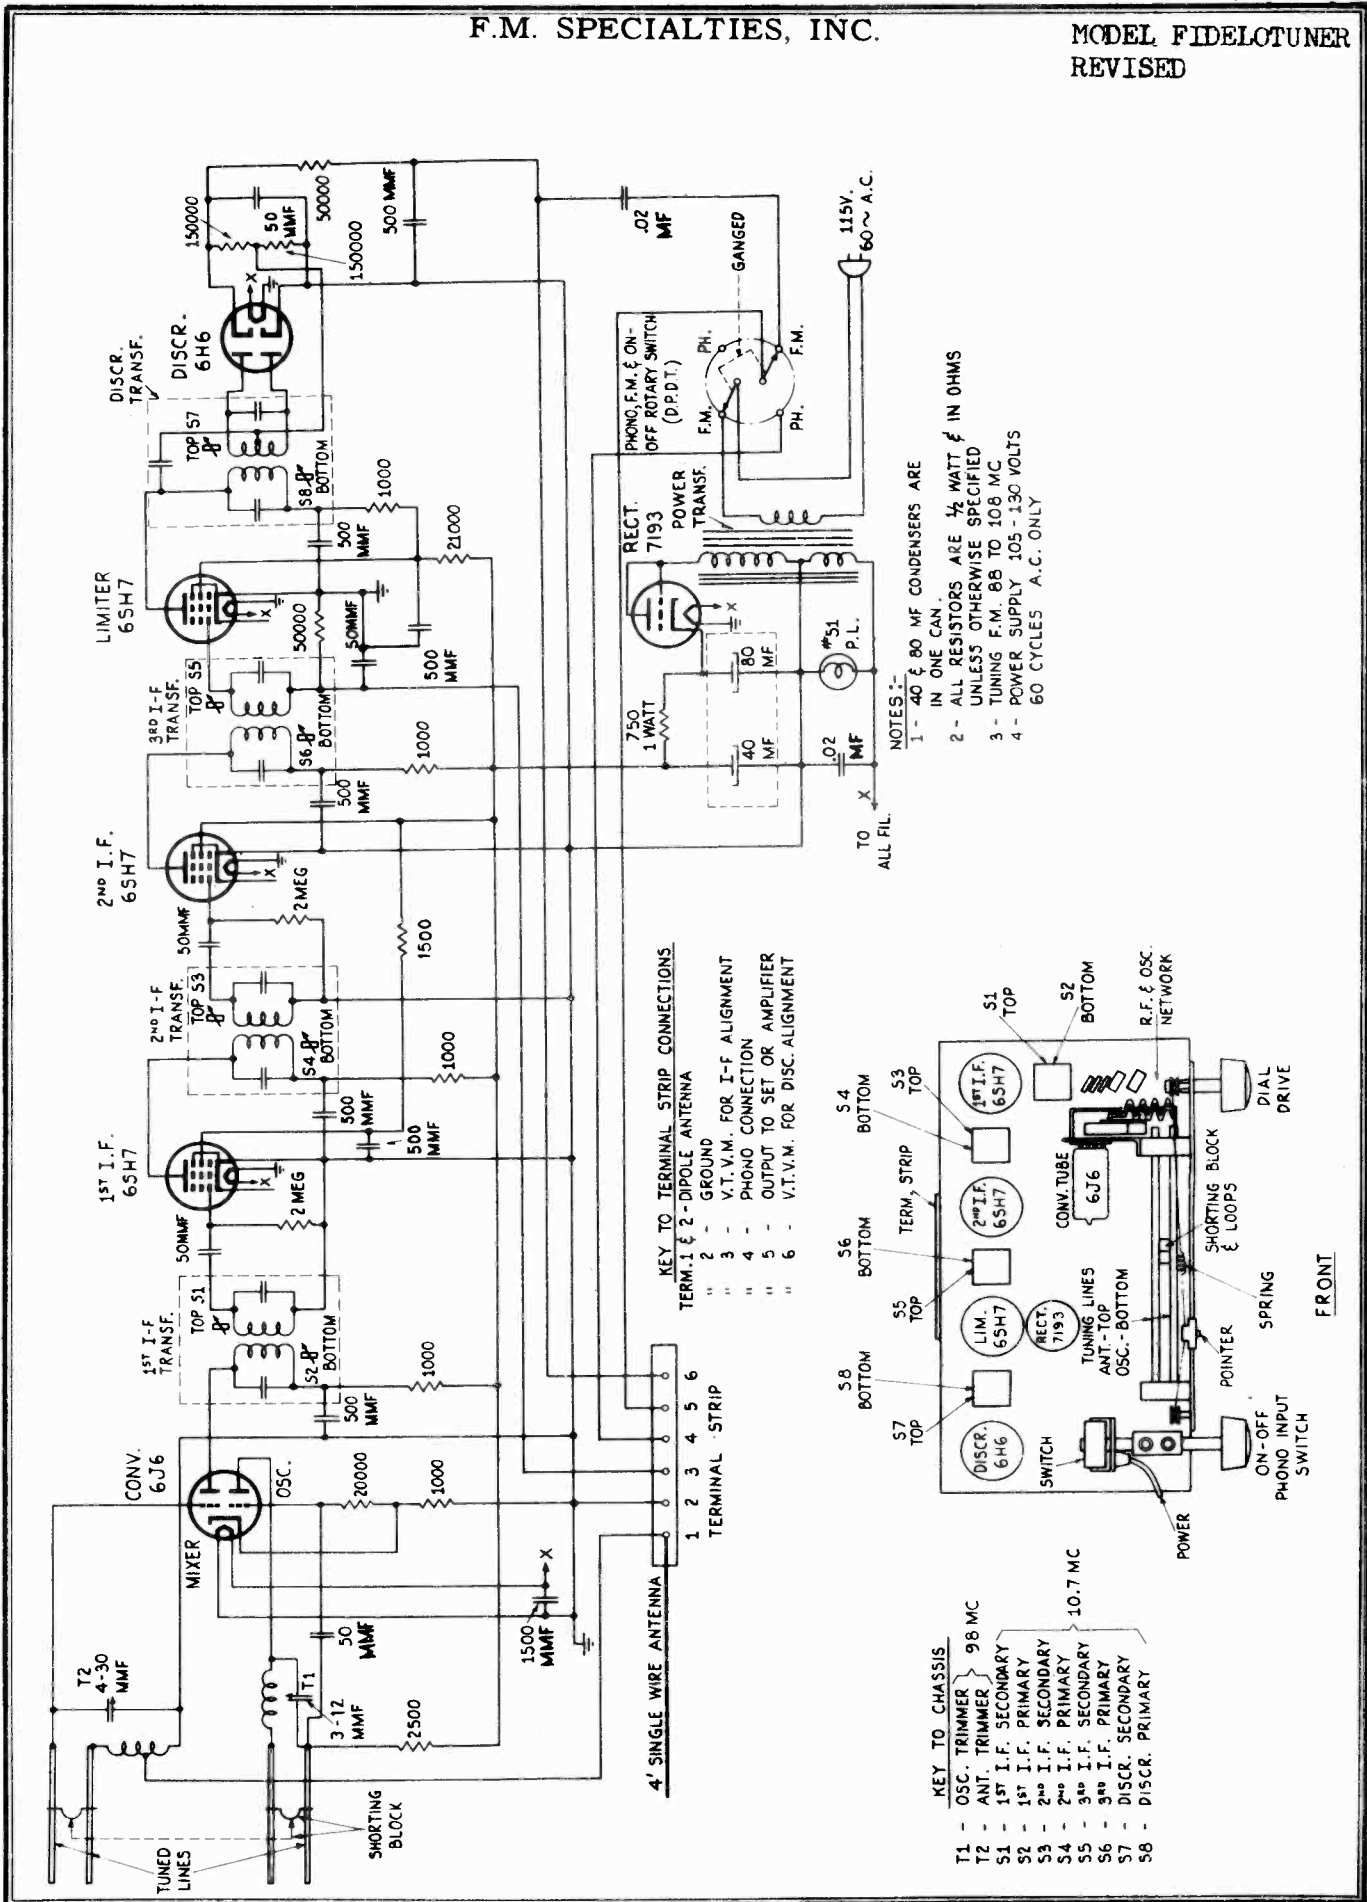 F.M. SPECIALTIES, INC.
MODEL FIDELOTUNER
REVISED
TUNED
LINES
SHORTING
BLOCK
T2
4-30
MMF
T1
3-12
MMF
2500
50
MMF
MIXER
CONV.
6J6
OSC.
20000
1000
1500
MMF
X
4' SINGLE WIRE ANTENNA
1 2 3 4 5 6
TERMINAL STRIP
1ST I-F
TRANSF.
TOP S1
S2
BOTTOM
500
MMF
1000
50MMF
2 MEG
1ST I.F.
6SH7
X
500
MMF
500
MMF
1000
2ND I-F
TRANSF.
TOP S3
S4
BOTTOM
50MMF
2 MEG
1500
2ND I.F.
6SH7
X
500
MMF
1000
3RD I-F
TRANSF.
TOP S5
S6
BOTTOM
LIMITER
6SH7
X
50000
50MMF
500
MMF
500
MMF
1000
21000
DISCR.
TRANSF.
TOP S7
S8
BOTTOM
DISCR.
6H6
X
150000
50
MMF
150000
50000
500 MMF
.02
MF
GANGED
PHONO, F.M. & ON-
OFF ROTARY SWITCH
(D.P.D.T.)
PH.
F.M.
F.M.
PH.
115V.
60~ A.C.
RECT.
7193
POWER
TRANSF.
X
750
1 WATT
80
MF
40
MF
#51
P.L.
.02
MF
X
TO
ALL FIL.
NOTES:-
1 - 40 & 80 MF CONDENSERS ARE
IN ONE CAN.
2 - ALL RESISTORS ARE ½ WATT & IN OHMS
UNLESS OTHERWISE SPECIFIED
3 - TUNING F.M. 88 TO 108 MC
4 - POWER SUPPLY 105-130 VOLTS
60 CYCLES A.C. ONLY
KEY TO TERMINAL STRIP CONNECTIONS
TERM. 1 & 2 - DIPOLE ANTENNA
" 2 - GROUND
" 3 - V.T.V.M. FOR I-F ALIGNMENT
" 4 - PHONO CONNECTION
" 5 - OUTPUT TO SET OR AMPLIFIER
" 6 - V.T.V.M. FOR DISC. ALIGNMENT
KEY TO CHASSIS
T1 - OSC. TRIMMER
T2 - ANT. TRIMMER
98 MC
S1 - 1ST I.F. SECONDARY
S2 - 1ST I.F. PRIMARY
S3 - 2ND I.F. SECONDARY
S4 - 2ND I.F. PRIMARY
S5 - 3RD I.F. SECONDARY
S6 - 3RD I.F. PRIMARY
S7 - DISCR. SECONDARY
S8 - DISCR. PRIMARY
10.7 MC
S7
TOP
S8
BOTTOM
S5
TOP
S6
BOTTOM
TERM. STRIP
S4
BOTTOM
S3
TOP
S1
TOP
S2
BOTTOM
DISCR.
6H6
LIM.
6SH7
RECT.
7193
2ND I.F.
6SH7
1ST I.F.
6SH7
CONV. TUBE
6J6
R.F. & OSC.
NETWORK
SWITCH
TUNING LINES
ANT.-TOP
OSC.-BOTTOM
POWER
ON-OFF
PHONO INPUT
SWITCH
POINTER
SPRING
SHORTING BLOCK
& LOOPS
DIAL
DRIVE
FRONT